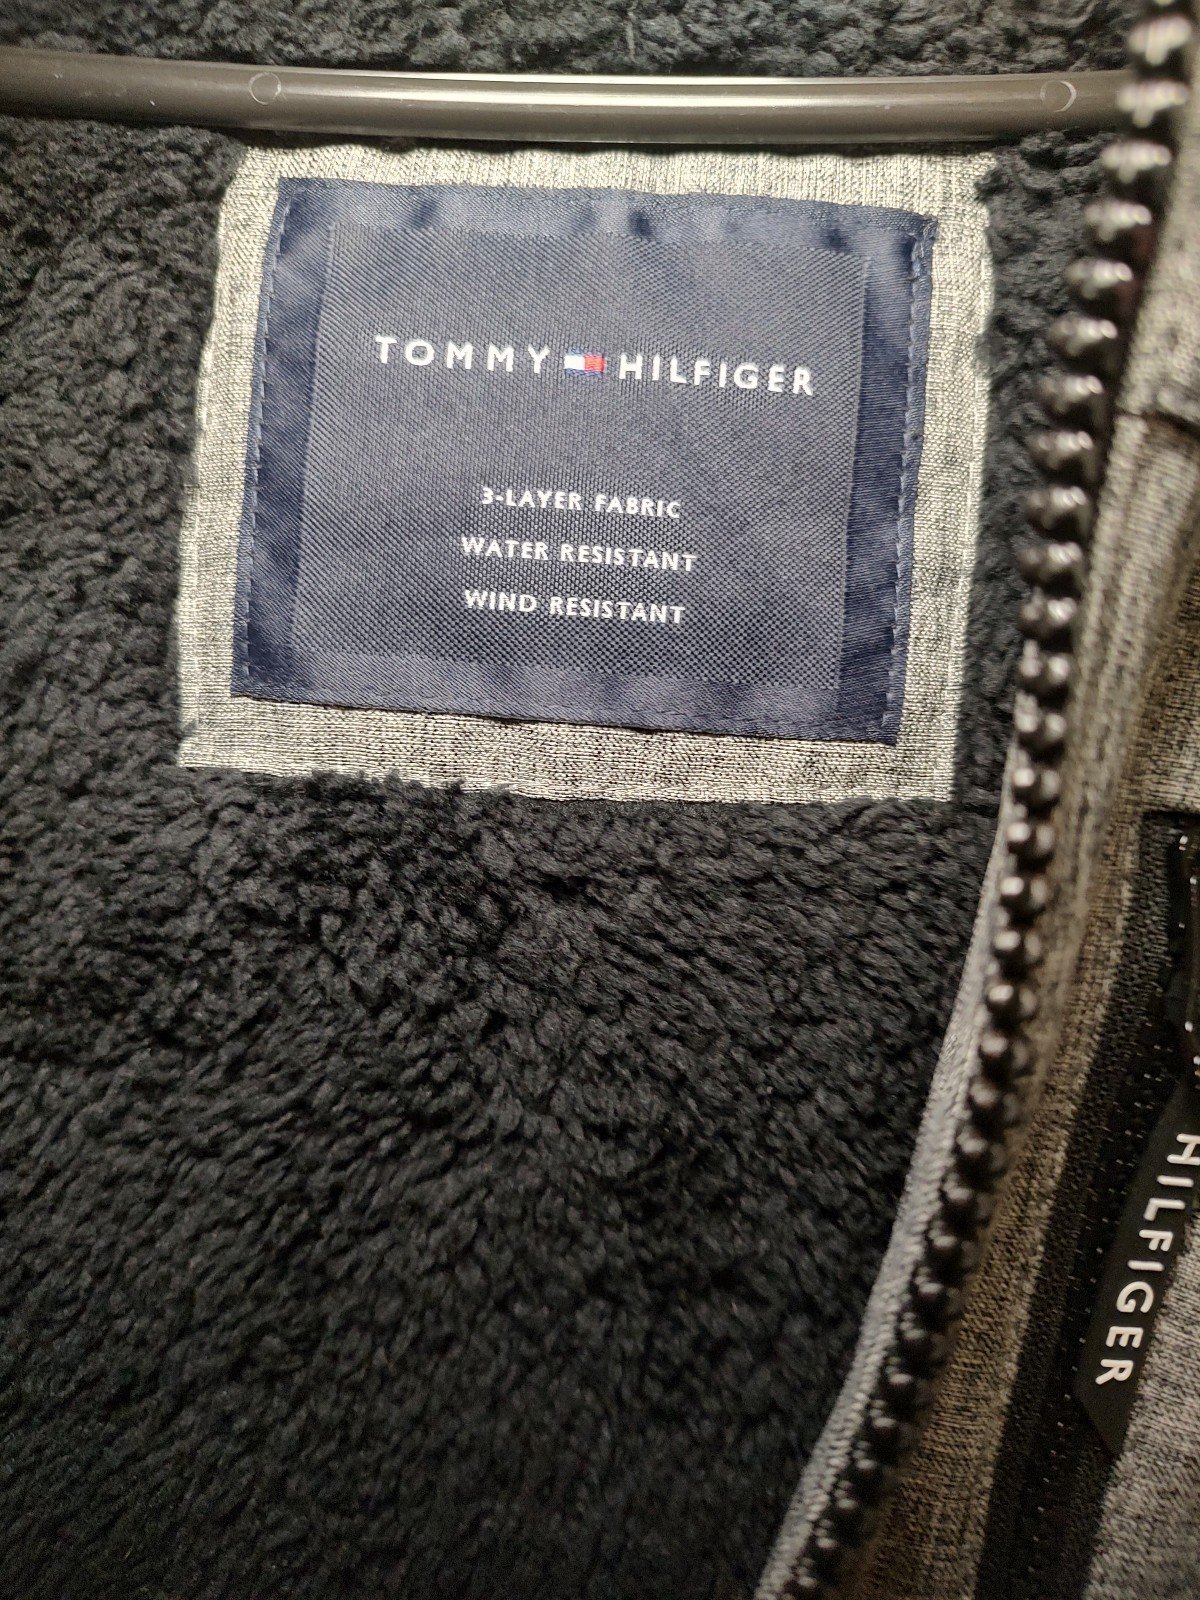 TOMMY HILFIGER
3-LAYER FABRIC
WATER RESISTANT
WIND RESISTANT
HILFIGER